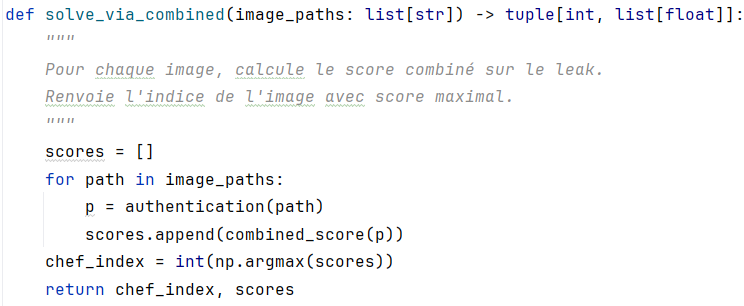 def solve_via_combined(image_paths: list[str]) -> tuple[int, list[float]]:
    """
    Pour chaque image, calcule le score combiné sur le leak.
    Renvoie l'indice de l'image avec score maximal.
    """
    scores = []
    for path in image_paths:
        p = authentication(path)
        scores.append(combined_score(p))
    chef_index = int(np.argmax(scores))
    return chef_index, scores